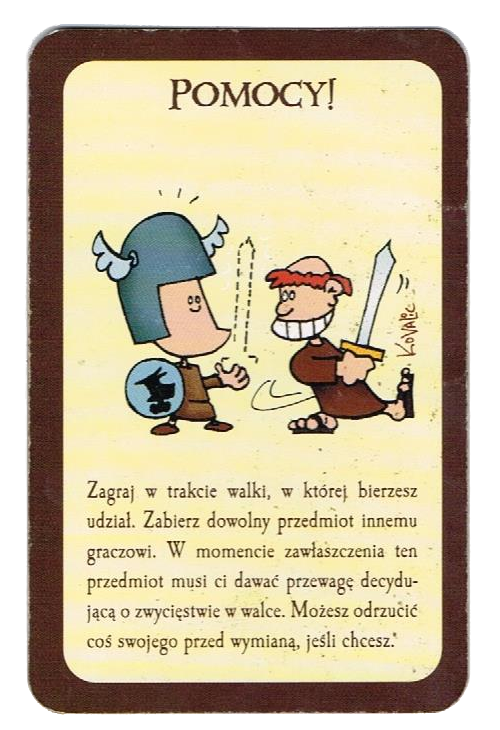 POMOCY!
KOVALIC
Zagraj w trakcie walki, w której bierzesz
udział. Zabierz dowolny przedmiot innemu
graczowi. W momencie zawłaszczenia ten
przedmiot musi ci dawać przewagę decydu-
jącą o zwycięstwie w walce. Możesz odrzucić
coś swojego przed wymianą, jeśli chcesz.